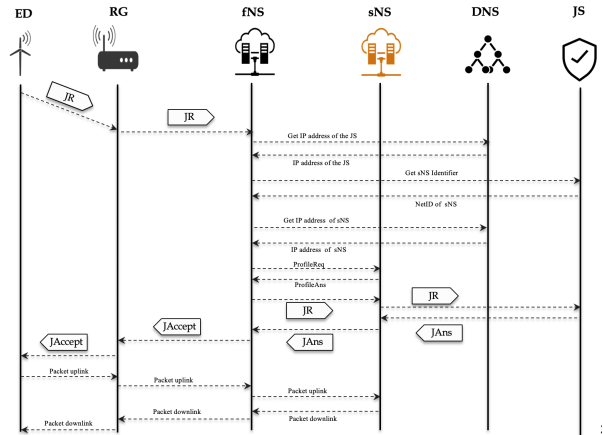 ED
RG
fNS
sNS
DNS
JS
JR
JR
Get IP address of the JS
IP address of the JS
Get sNS Identifier
NetID of sNS
Get IP address of sNS
IP address of sNS
ProfileReq
ProfileAns
JR
JR
JAccept
JAns
JAns
JAccept
Packet uplink
Packet uplink
Packet uplink
Packet downlink
Packet downlink
Packet downlink